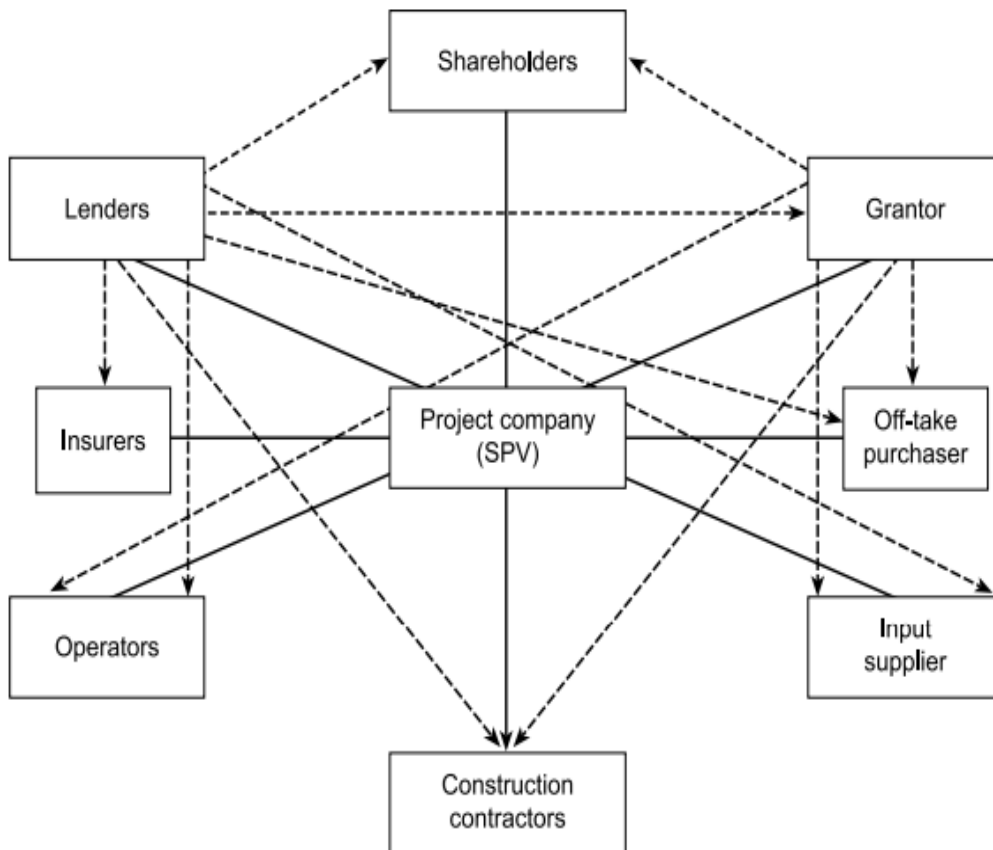 Shareholders
Lenders
Grantor
Project company
(SPV)
Insurers
Off-take
purchaser
Operators
Input
supplier
Construction
contractors